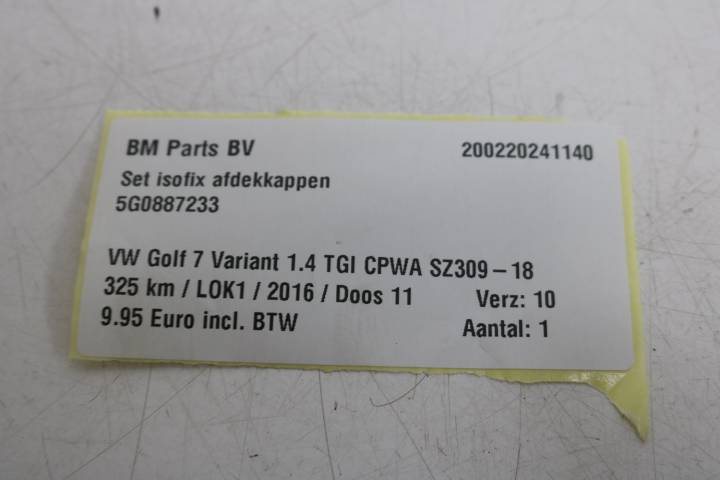 BM Parts BV 200220241140
Set isofix afdekkappen
5G0887233
VW Golf 7 Variant 1.4 TGI CPWA SZ309-18
325 km / LOK1 / 2016 / Doos 11 Verz: 10
9.95 Euro incl. BTW Aantal: 1